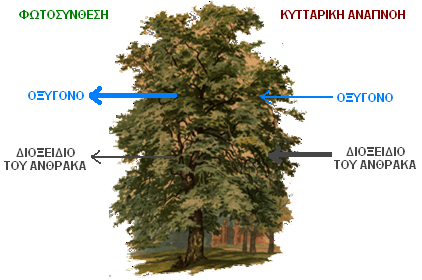 ΦΩΤΟΣΥΝΘΕΣΗ
ΚΥΤΤΑΡΙΚΗ ΑΝΑΠΝΟΗ
ΟΞΥΓΟΝΟ
ΟΞΥΓΟΝΟ
ΔΙΟΞΕΙΔΙΟ
ΤΟΥ ΑΝΘΡΑΚΑ
ΔΙΟΞΕΙΔΙΟ
ΤΟΥ ΑΝΘΡΑΚΑ